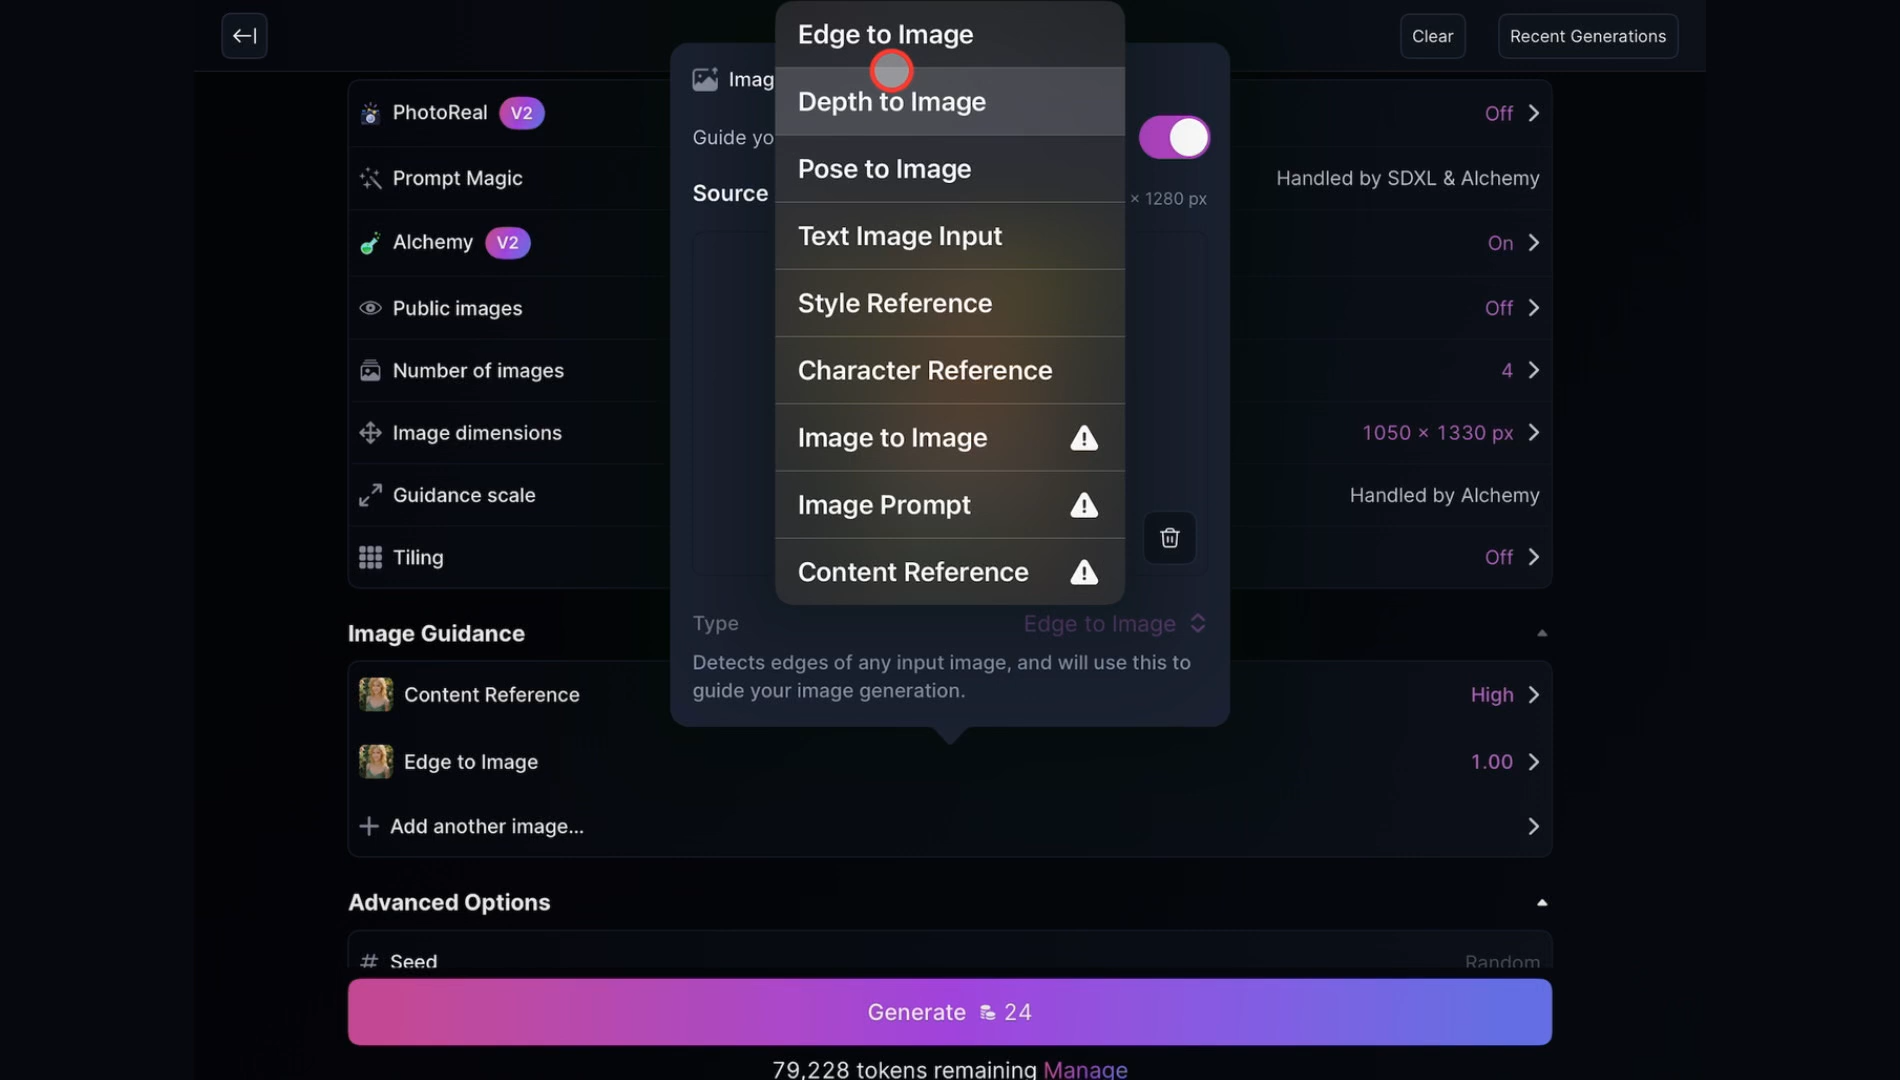 Clear
Recent Generations
Edge to Image
Depth to Image
Pose to Image
Text Image Input
Style Reference
Character Reference
Image to Image
Image Prompt
Content Reference
Imag
Guide yo
Source
× 1280 px
Type
Edge to Image
Detects edges of any input image, and will use this to
guide your image generation.
PhotoReal V2
Off
Prompt Magic
Handled by SDXL & Alchemy
Alchemy V2
On
Public images
Off
Number of images
4
Image dimensions
1050 × 1330 px
Guidance scale
Handled by Alchemy
Tiling
Off
Image Guidance
Content Reference
High
Edge to Image
1.00
+ Add another image...
Advanced Options
# Seed
Random
Generate 24
79,228 tokens remaining Manage